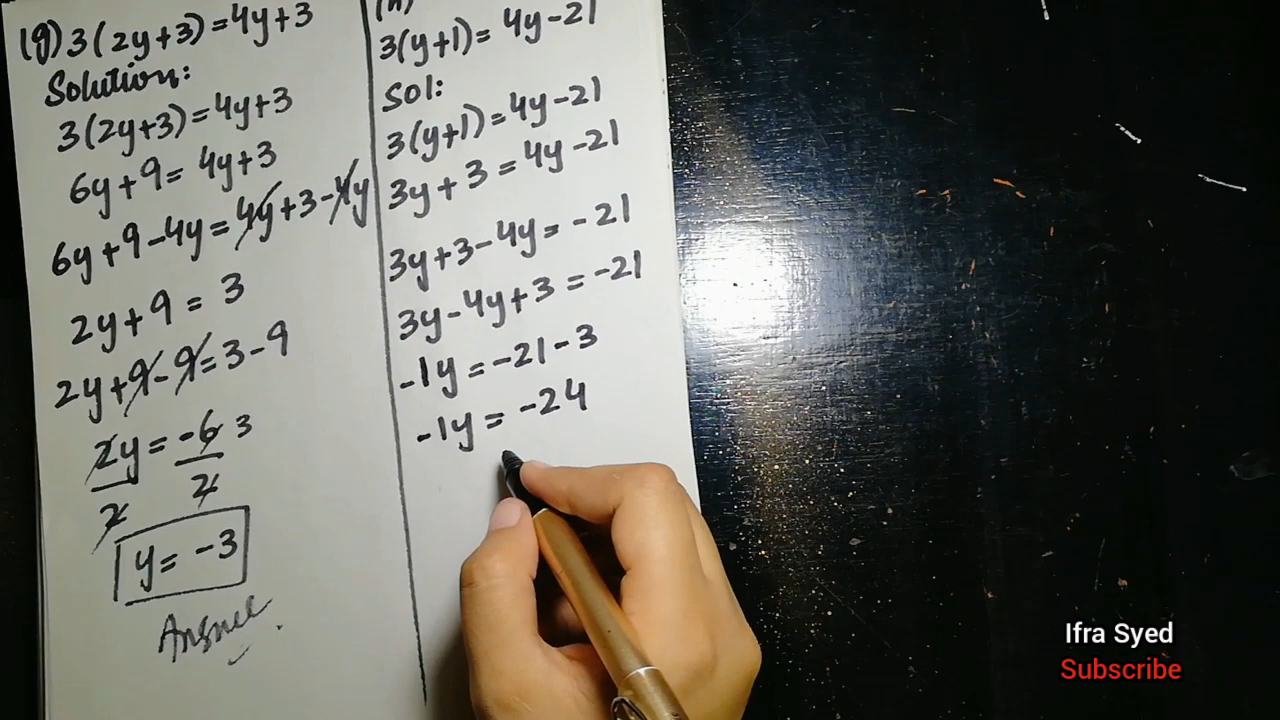 (g) 3(2y+3)=4y+3
Solution:
3(2y+3)=4y+3
6y+9=4y+3
6y+9-4y=4y+3-4y
2y+9=3
2y+9-9=3-9
2y=-6 3
2 2
y=-3
Answer
(h)
3(y+1)=4y-21
Sol:
3(y+1)=4y-21
3y+3=4y-21
3y+3-4y=-21
3y-4y+3=-21
-1y=-21-3
-1y=-24
Ifra Syed
Subscribe